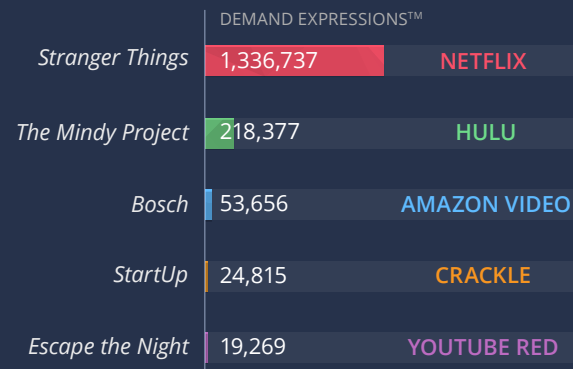 DEMAND EXPRESSIONS™
Stranger Things 1,336,737 NETFLIX
The Mindy Project 218,377 HULU
Bosch 53,656 AMAZON VIDEO
StartUp 24,815 CRACKLE
Escape the Night 19,269 YOUTUBE RED